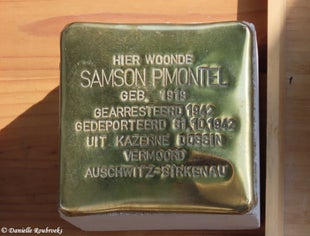 HIER WOONDE
SAMSON PIMONTEL
GEB. 1919
GEARRESTEERD 1942
GEDEPORTEERD 31.10.1942
UIT KAZERNE DOSSIN
VERMOORD
AUSCHWITZ-BIRKENAU
© Danielle Roubroeks